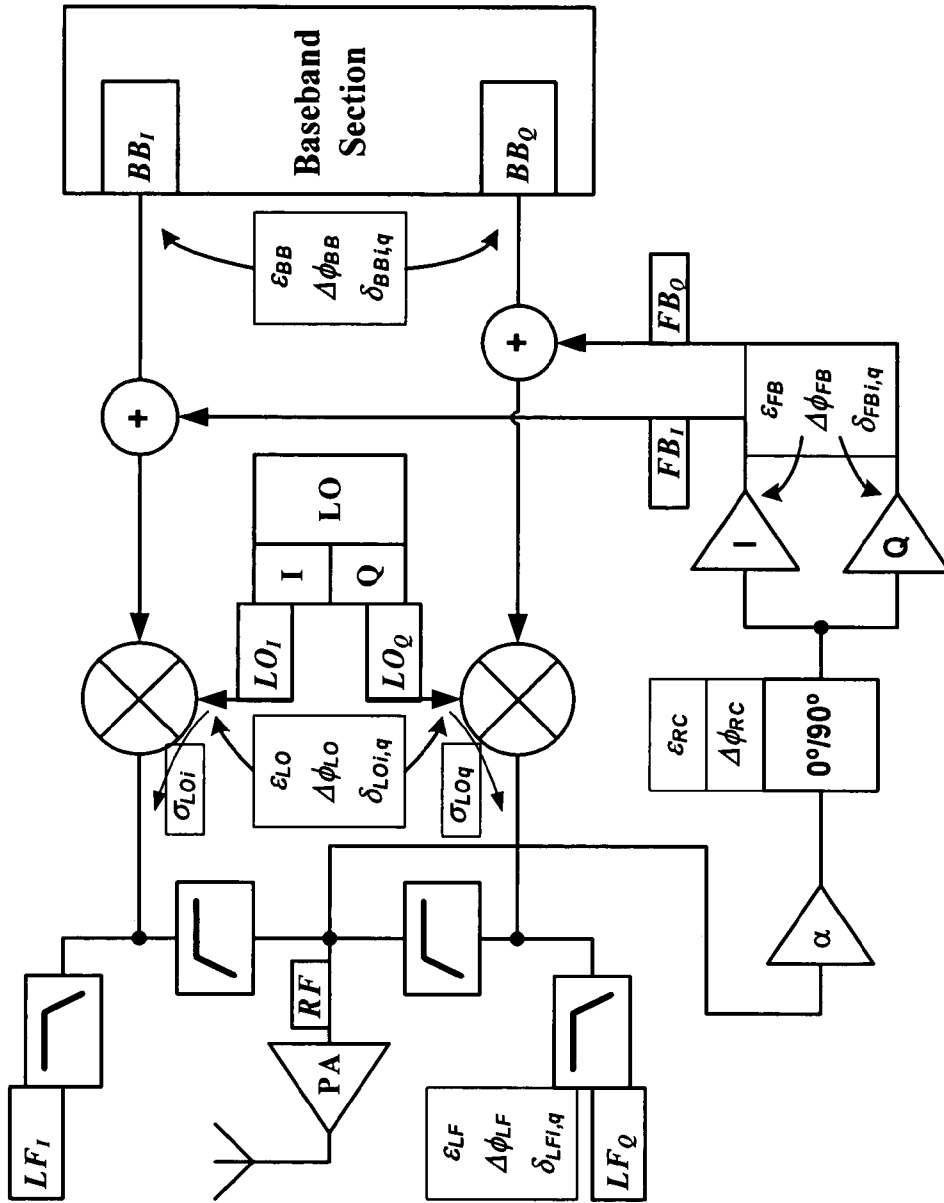 LF_I
LF_Q
ε_LF
Δϕ_LF
δ_LFi,q
PA
RF
σ_LOi
σ_LOq
ε_LO
Δϕ_LO
δ_LOi,q
LO_I
LO_Q
I
Q
LO
+
+
ε_BB
Δϕ_BB
δ_BBi,q
BB_I
BB_Q
Baseband
Section
α
0°/90°
Δϕ_RC
ε_RC
I
Q
FB_I
FB_Q
ε_FB
Δϕ_FB
δ_FBi,q